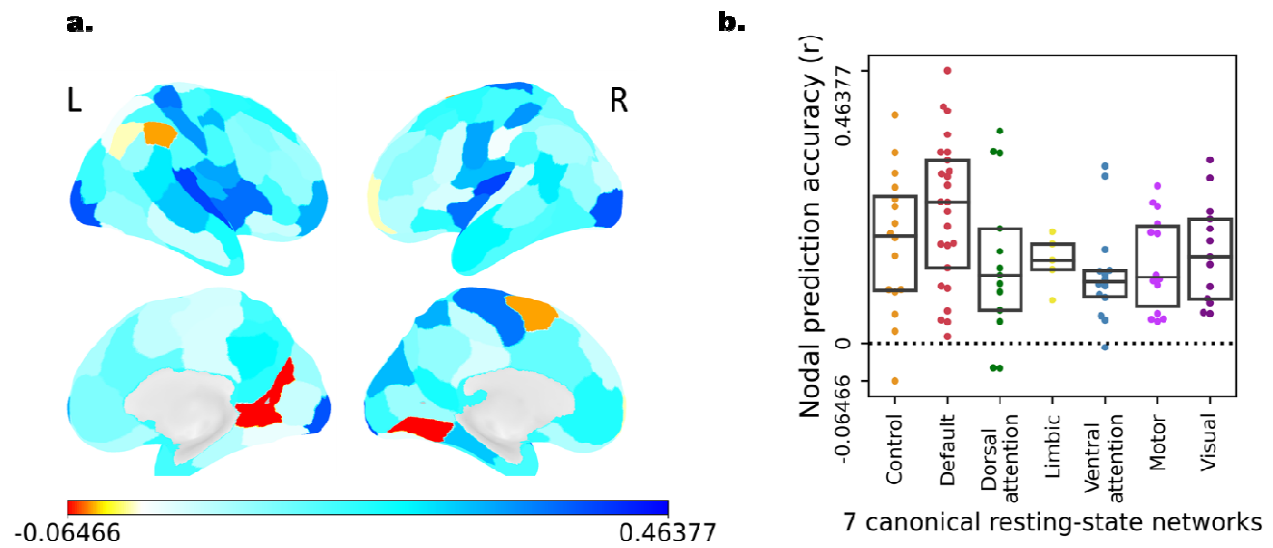 a.
b.
L
R
-0.06466
0.46377
Nodal prediction accuracy (r)
0.46377
0
-0.06466
Control
Default
Dorsal
attention
Limbic
Ventral
attention
Motor
Visual
7 canonical resting-state networks